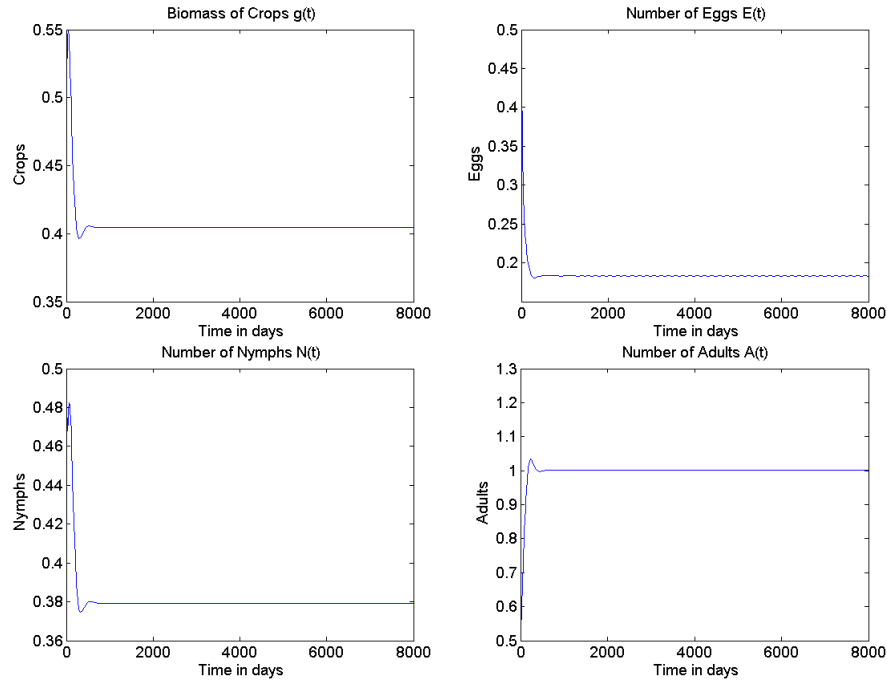 Biomass of Crops g(t)
0.55
0.5
0.45
0.4
0.35
Crops
0 2000 4000 6000 8000
Time in days
Number of Eggs E(t)
0.5
0.45
0.4
0.35
0.3
0.25
0.2
Eggs
0 2000 4000 6000 8000
Time in days
Number of Nymphs N(t)
0.5
0.48
0.46
0.44
0.42
0.4
0.38
0.36
Nymphs
0 2000 4000 6000 8000
Time in days
Number of Adults A(t)
1.3
1.2
1.1
1
0.9
0.8
0.7
0.6
0.5
Adults
0 2000 4000 6000 8000
Time in days